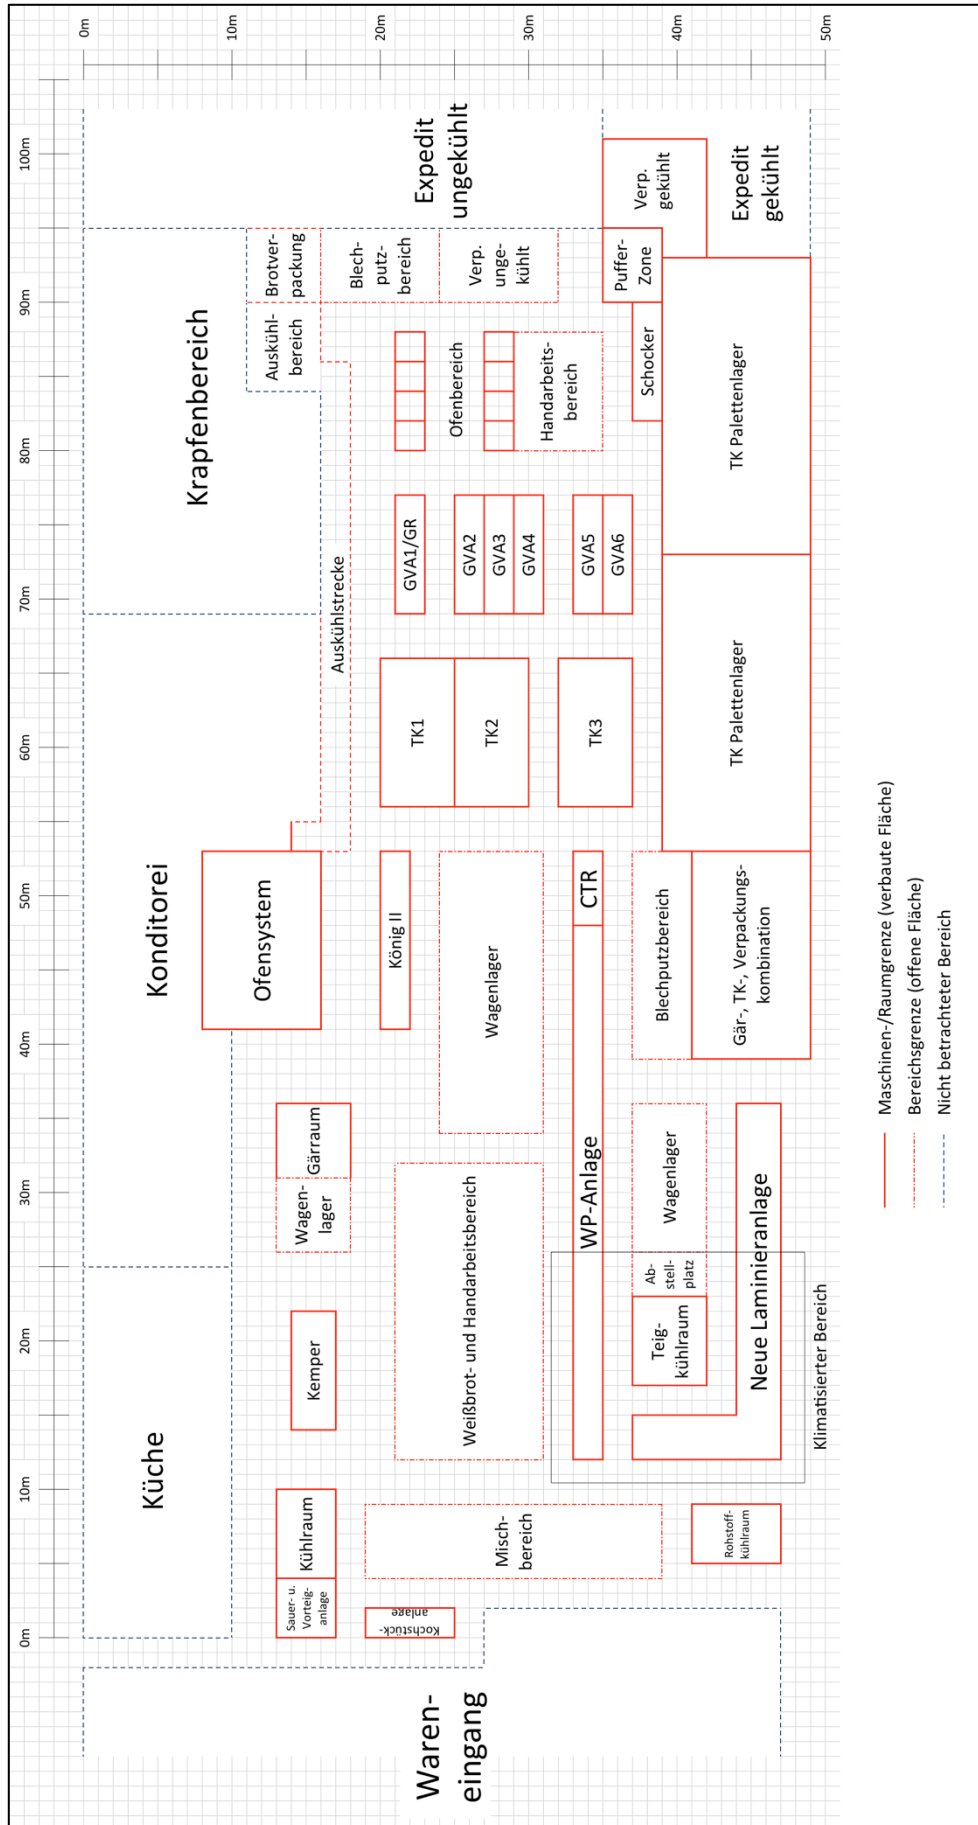 0m
10m
20m
30m
40m
50m
60m
70m
80m
90m
100m
0m
10m
20m
30m
40m
50m
Waren-
eingang
Küche
Konditorei
Krapfenbereich
Expedit
ungekühlt
Expedit
gekühlt
Sauer- u.
Vorteig-
anlage
Kühlraum
Kochstück-
anlage
Misch-
bereich
Rohstoff-
kühlraum
Kemper
Wagen-
lager
Gärraum
Weißbrot- und Handarbeitsbereich
Wagenlager
Ofensystem
König II
WP-Anlage
CTR
Teig-
kühlraum
Ab-
stell-
platz
Wagenlager
Neue Laminieranlage
Klimatisierter Bereich
Blechputzbereich
Gär-, TK-, Verpackungs-
kombination
Auskühlstrecke
TK1
TK2
TK3
GVA1/GR
GVA2
GVA3
GVA4
GVA5
GVA6
TK Palettenlager
TK Palettenlager
Ofenbereich
Handarbeits-
bereich
Schocker
Auskühl-
bereich
Brotver-
packung
Blech-
putz-
bereich
Verp.
unge-
kühlt
Puffer-
Zone
Verp.
gekühlt
Maschinen-/Raumgrenze (verbaute Fläche)
Bereichsgrenze (offene Fläche)
Nicht betrachteter Bereich